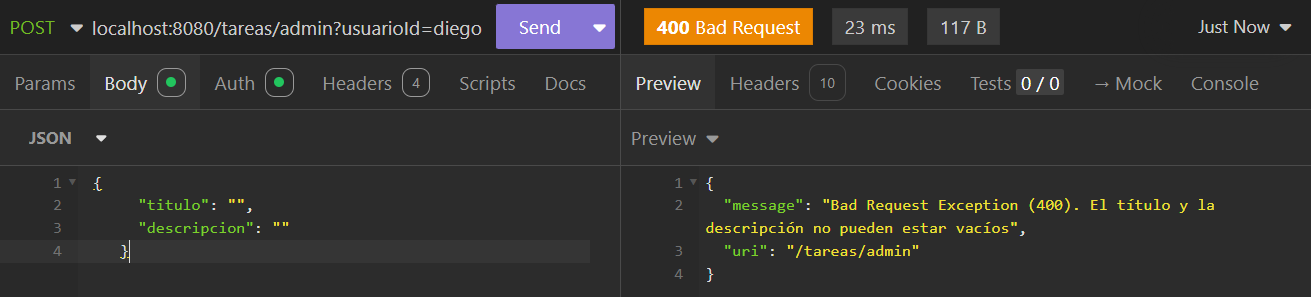 POST localhost:8080/tareas/admin?usuarioId=diego Send
400 Bad Request 23 ms 117 B Just Now
Params Body Auth Headers 4 Scripts Docs
Preview Headers 10 Cookies Tests 0 / 0 → Mock Console
JSON
Preview
1 {
2 "titulo": "",
3 "descripcion": ""
4 }
1 {
2 "message": "Bad Request Exception (400). El título y la
descripción no pueden estar vacíos",
3 "uri": "/tareas/admin"
4 }